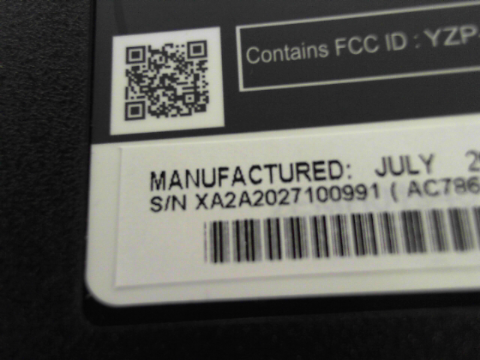 Contains FCC ID : YZP-
MANUFACTURED: JULY
S/N XA2A2027100991 ( AC786